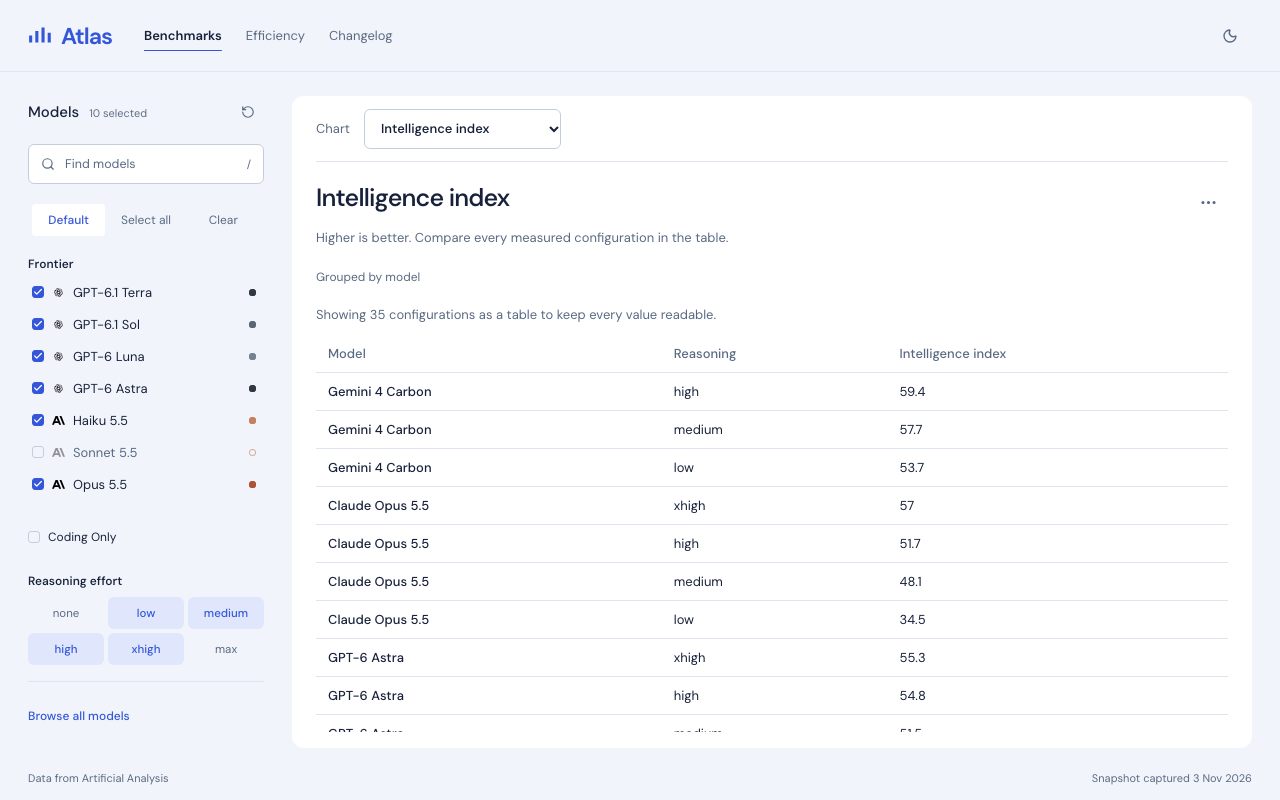 Atlas
Benchmarks
Efficiency
Changelog
Models
10 selected
Find models
/
Default
Select all
Clear
Frontier
GPT-6.1 Terra
GPT-6.1 Sol
GPT-6 Luna
GPT-6 Astra
Haiku 5.5
Sonnet 5.5
Opus 5.5
Coding Only
Reasoning effort
none low medium
high xhigh max
Browse all models
Chart
Intelligence index
Intelligence index
Higher is better. Compare every measured configuration in the table.
Grouped by model
Showing 35 configurations as a table to keep every value readable.
Model Reasoning Intelligence index
Gemini 4 Carbon high 59.4
Gemini 4 Carbon medium 57.7
Gemini 4 Carbon low 53.7
Claude Opus 5.5 xhigh 57
Claude Opus 5.5 high 51.7
Claude Opus 5.5 medium 48.1
Claude Opus 5.5 low 34.5
GPT-6 Astra xhigh 55.3
GPT-6 Astra high 54.8
GPT-6 Astra medium
Data from Artificial Analysis
Snapshot captured 3 Nov 2026